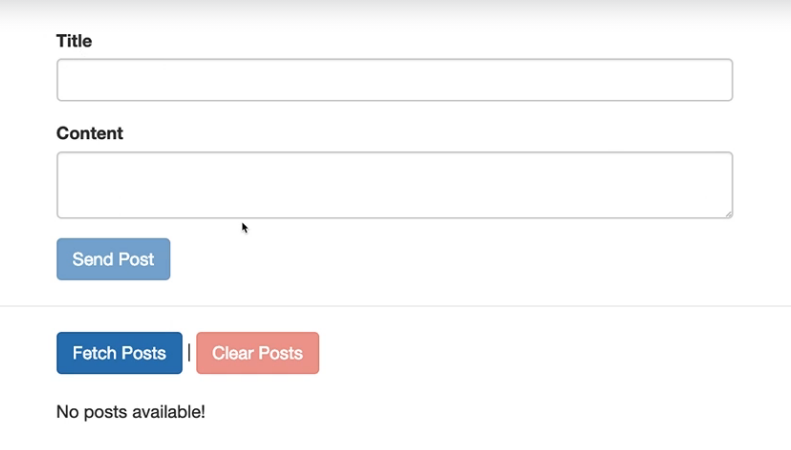 Title
Content
Send Post
Fetch Posts | Clear Posts
No posts available!